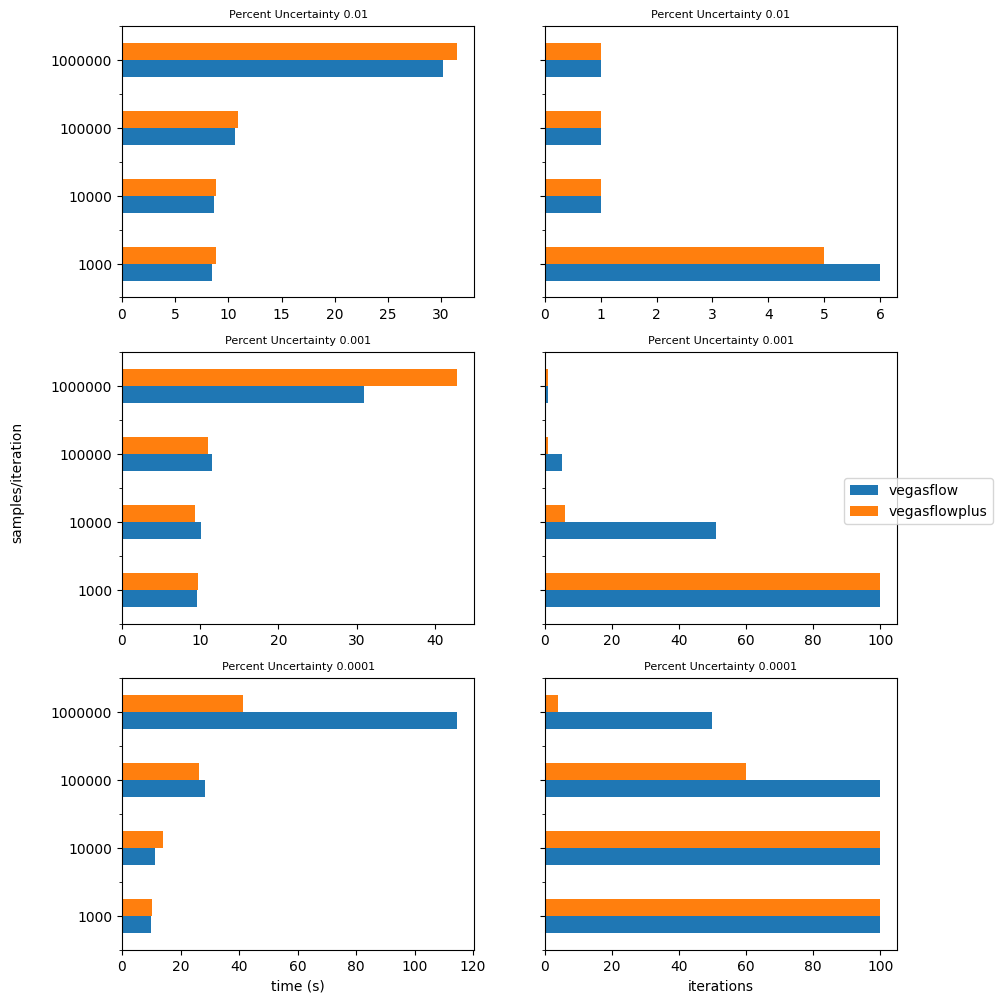 Percent Uncertainty 0.01
1000000
100000
10000
1000
0 5 10 15 20 25 30
Percent Uncertainty 0.01
0 1 2 3 4 5 6
samples/iteration
Percent Uncertainty 0.001
1000000
100000
10000
1000
0 10 20 30 40
Percent Uncertainty 0.001
0 20 40 60 80 100
vegasflow
vegasflowplus
Percent Uncertainty 0.0001
1000000
100000
10000
1000
0 20 40 60 80 100 120
time (s)
Percent Uncertainty 0.0001
0 20 40 60 80 100
iterations